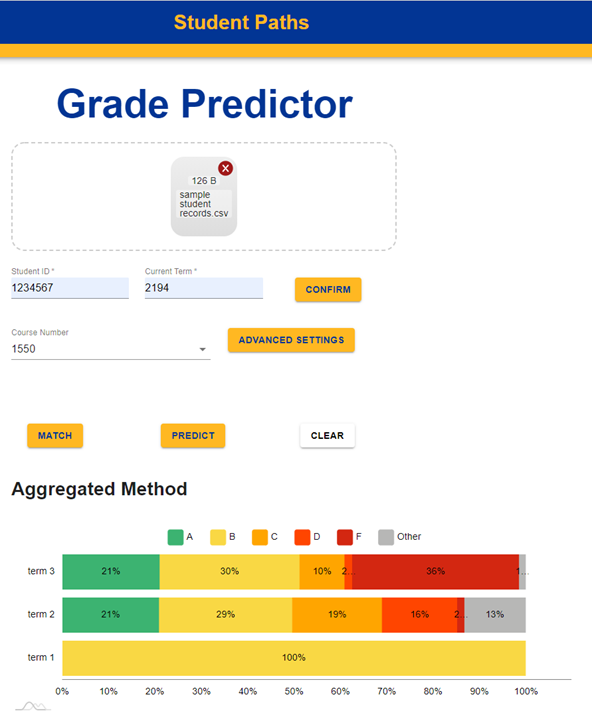 Student Paths
Grade Predictor
126 B
sample
student
records.csv
Student ID *
Current Term *
1234567
2194
CONFIRM
Course Number
1550
ADVANCED SETTINGS
MATCH
PREDICT
CLEAR
Aggregated Method
A B C D F Other
term 3 21% 30% 10% 2... 36% 1...
term 2 21% 29% 19% 16% 2... 13%
term 1 100%
0% 10% 20% 30% 40% 50% 60% 70% 80% 90% 100%